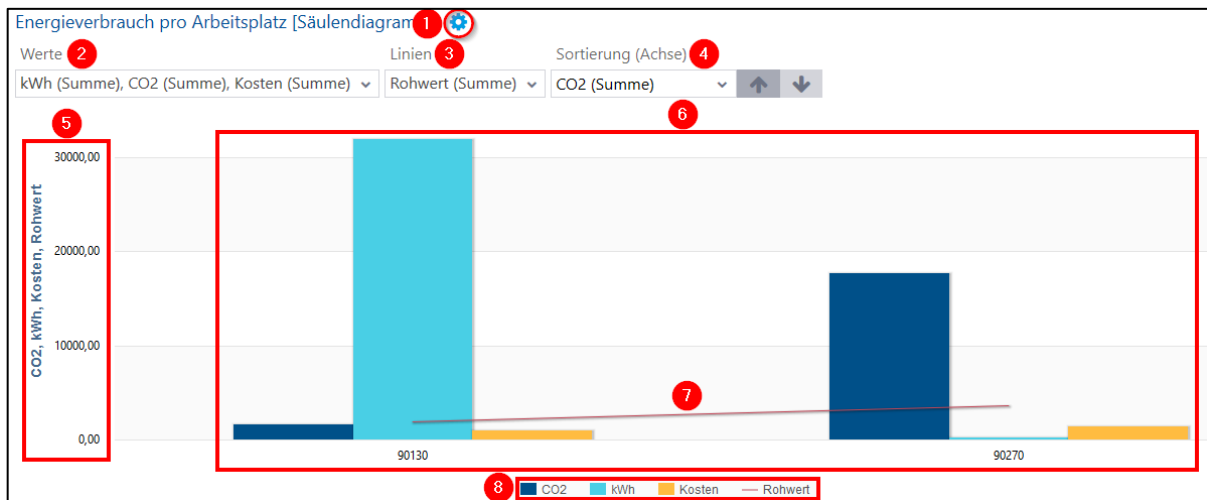 Energieverbrauch pro Arbeitsplatz [Säulendiagram 1
Werte 2 Linien 3 Sortierung (Achse) 4
kWh (Summe), CO2 (Summe), Kosten (Summe) Rohwert (Summe) CO2 (Summe)
5 6
CO2, kWh, Kosten, Rohwert
30000,00
20000,00
10000,00
7
0,00
90130 90270
8 CO2 kWh Kosten Rohwert